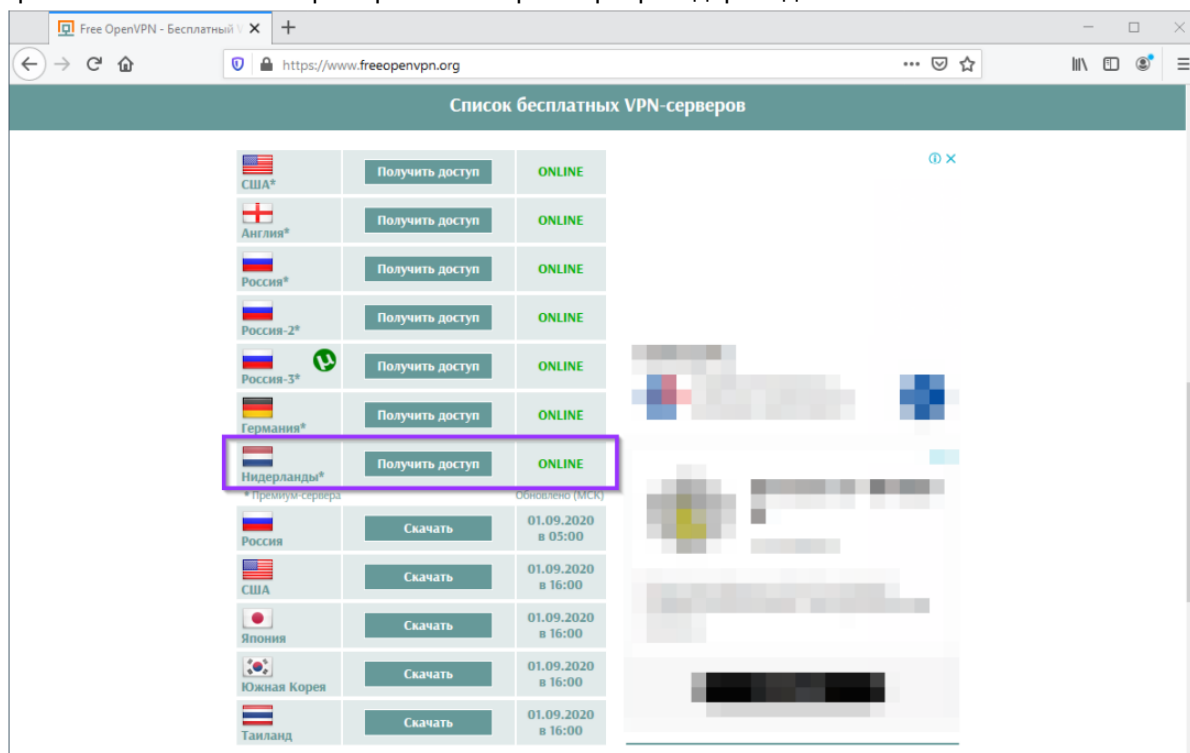 Free OpenVPN - Бесплатный V
https://www.freeopenvpn.org
Список бесплатных VPN-серверов
США*
Получить доступ
ONLINE
Англия*
Получить доступ
ONLINE
Россия*
Получить доступ
ONLINE
Россия-2*
Получить доступ
ONLINE
Россия-3*
Получить доступ
ONLINE
Германия*
Получить доступ
ONLINE
Нидерланды*
Получить доступ
ONLINE
* Премиум-сервера
Обновлено (МСК)
Россия
Скачать
01.09.2020
в 05:00
США
Скачать
01.09.2020
в 16:00
Япония
Скачать
01.09.2020
в 16:00
Южная Корея
Скачать
01.09.2020
в 16:00
Таиланд
Скачать
01.09.2020
в 16:00